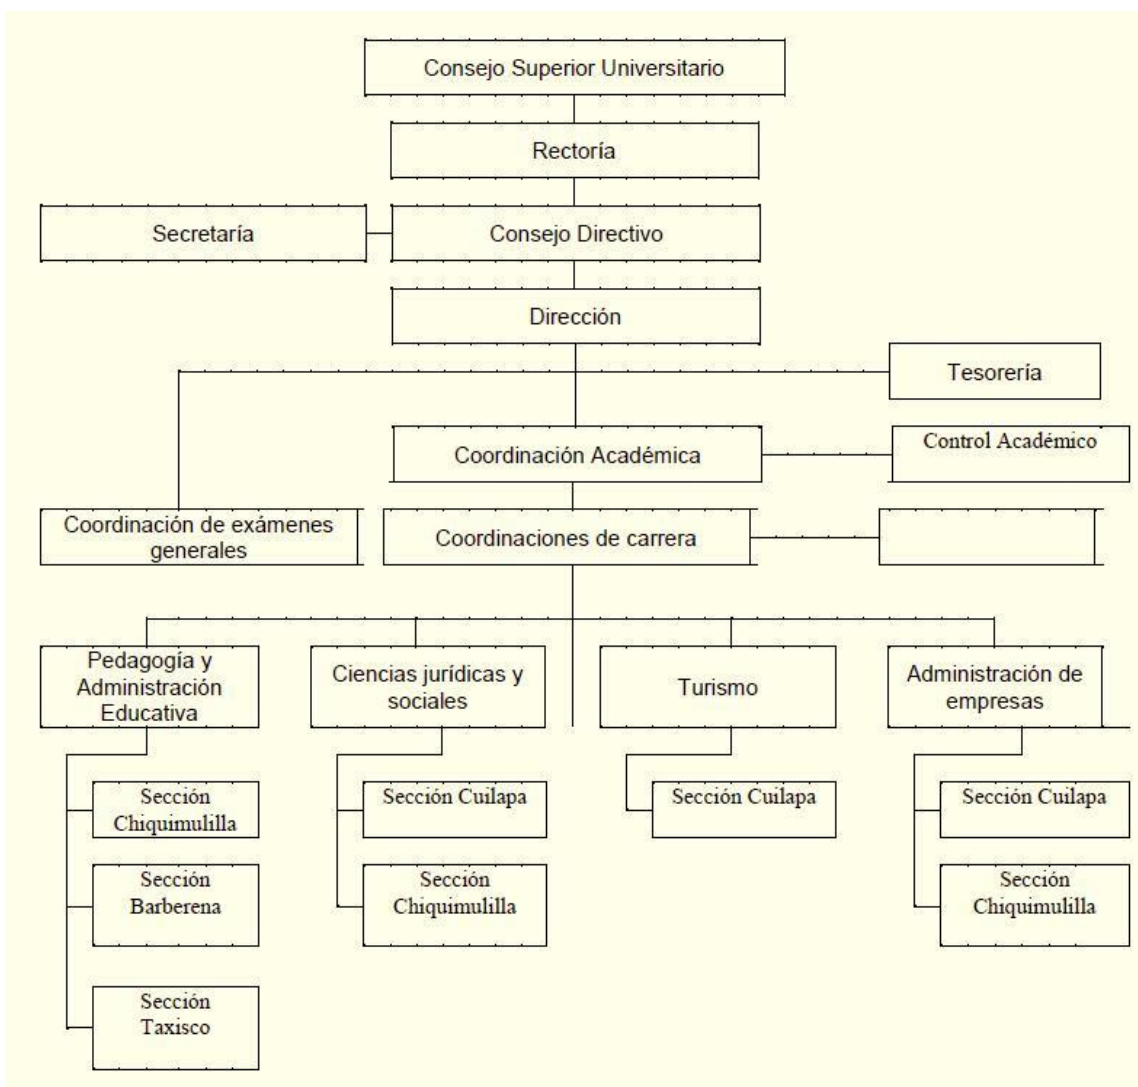 Consejo Superior Universitario
Rectoría
Secretaría
Consejo Directivo
Dirección
Tesorería
Coordinación Académica
Control Académico
Coordinación de exámenes
generales
Coordinaciones de carrera
Pedagogía y
Administración
Educativa
Ciencias jurídicas y
sociales
Turismo
Administración de
empresas
Sección
Chiquimulilla
Sección Cuilapa
Sección Cuilapa
Sección Cuilapa
Sección
Barberena
Sección
Chiquimulilla
Sección
Chiquimulilla
Sección
Taxisco